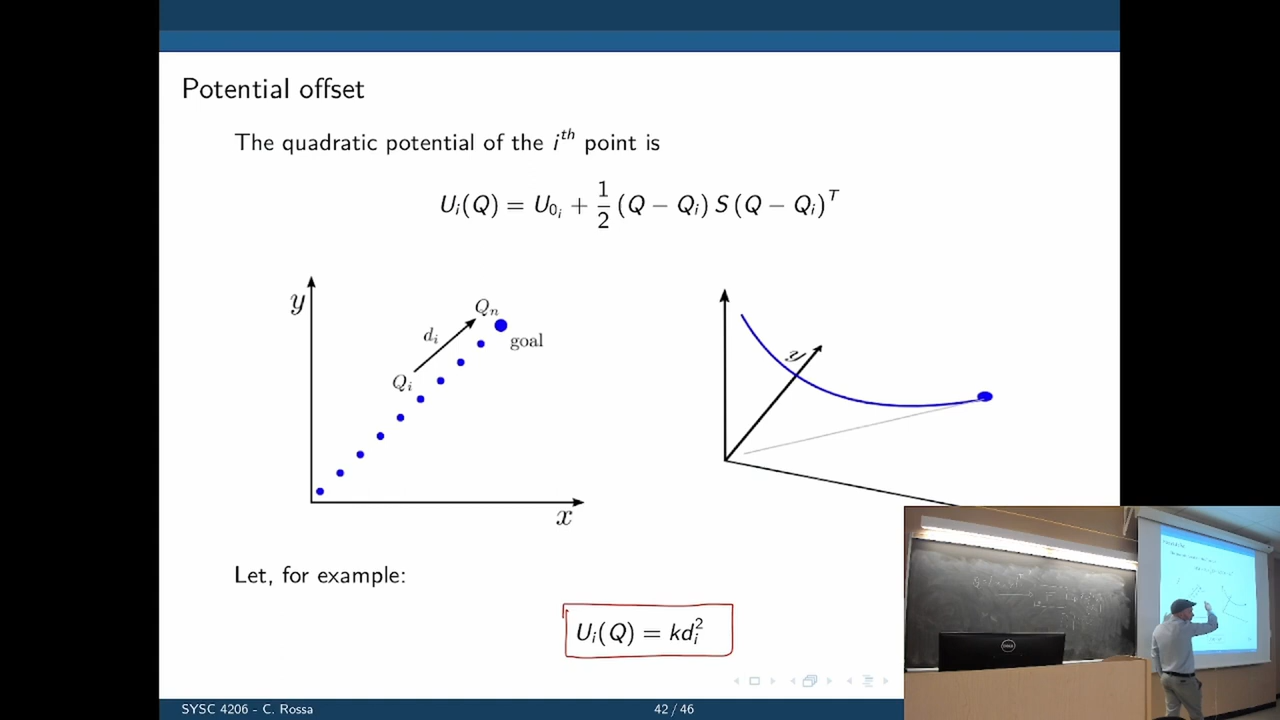 Potential offset
The quadratic potential of the i^th point is
U_i(Q) = U_{0_i} + 1/2 (Q − Q_i) S (Q − Q_i)^T
y
Q_n
d_i
goal
Q_i
x
y
Let, for example:
U_i(Q) = kd_i^2
SYSC 4206 - C. Rossa
42 / 46
DELL